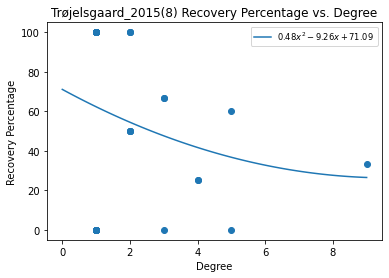 Trøjelsgaard_2015(8) Recovery Percentage vs. Degree
0.48x² − 9.26x + 71.09
100
80
60
40
20
0
Recovery Percentage
0 2 4 6 8
Degree